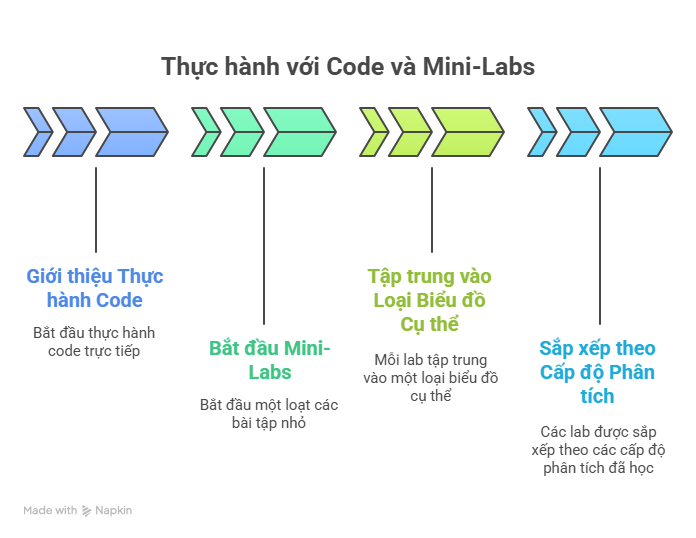 Thực hành với Code và Mini-Labs
Giới thiệu Thực
hành Code
Bắt đầu thực hành
code trực tiếp
Bắt đầu Mini-
Labs
Bắt đầu một loạt các
bài tập nhỏ
Tập trung vào
Loại Biểu đồ
Cụ thể
Mỗi lab tập trung
vào một loại biểu đồ
cụ thể
Sắp xếp theo
Cấp độ Phân
tích
Các lab được sắp
xếp theo các cấp độ
phân tích đã học
Made with Napkin